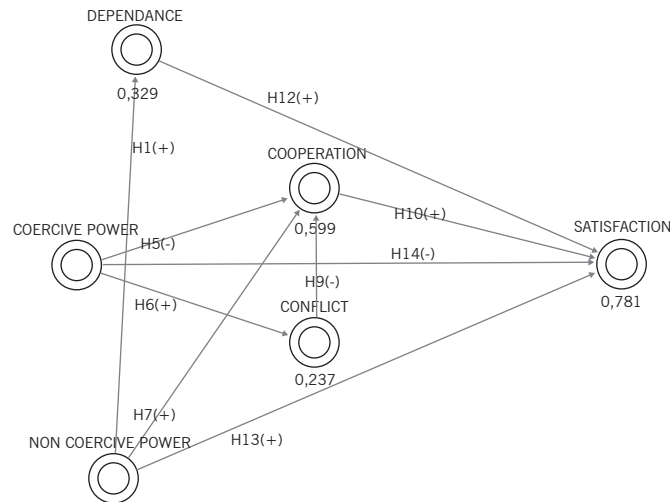 DEPENDANCE
0,329
H12(+)
H1(+)
COOPERATION
0,599
H10(+)
COERCIVE POWER
H5(-)
SATISFACTION
0,781
H14(-)
H9(-)
H6(+)
CONFLICT
0,237
H7(+)
NON COERCIVE POWER
H13(+)